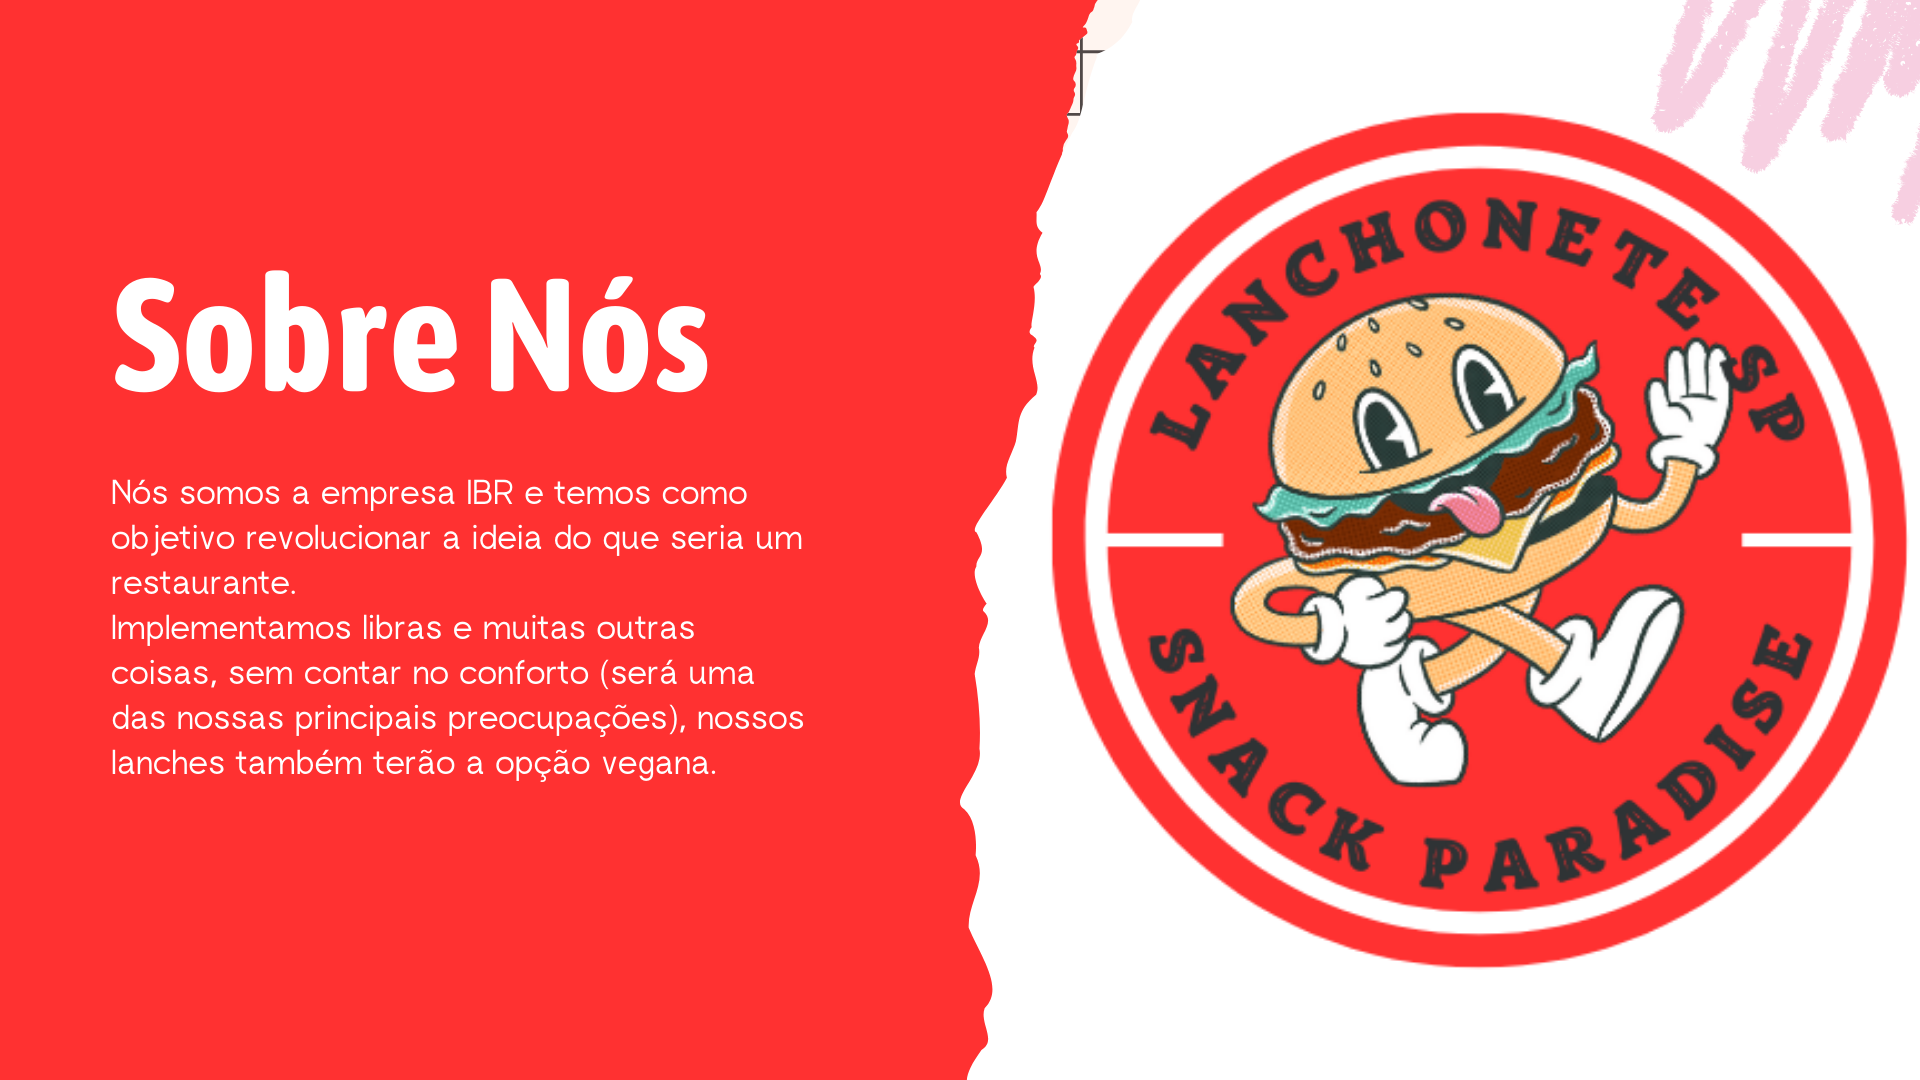 Sobre Nós
Nós somos a empresa IBR e temos como
objetivo revolucionar a ideia do que seria um
restaurante.
Implementamos libras e muitas outras
coisas, sem contar no conforto (será uma
das nossas principais preocupações), nossos
lanches também terão a opção vegana.
LANCHONETE SP
SNACK PARADISE